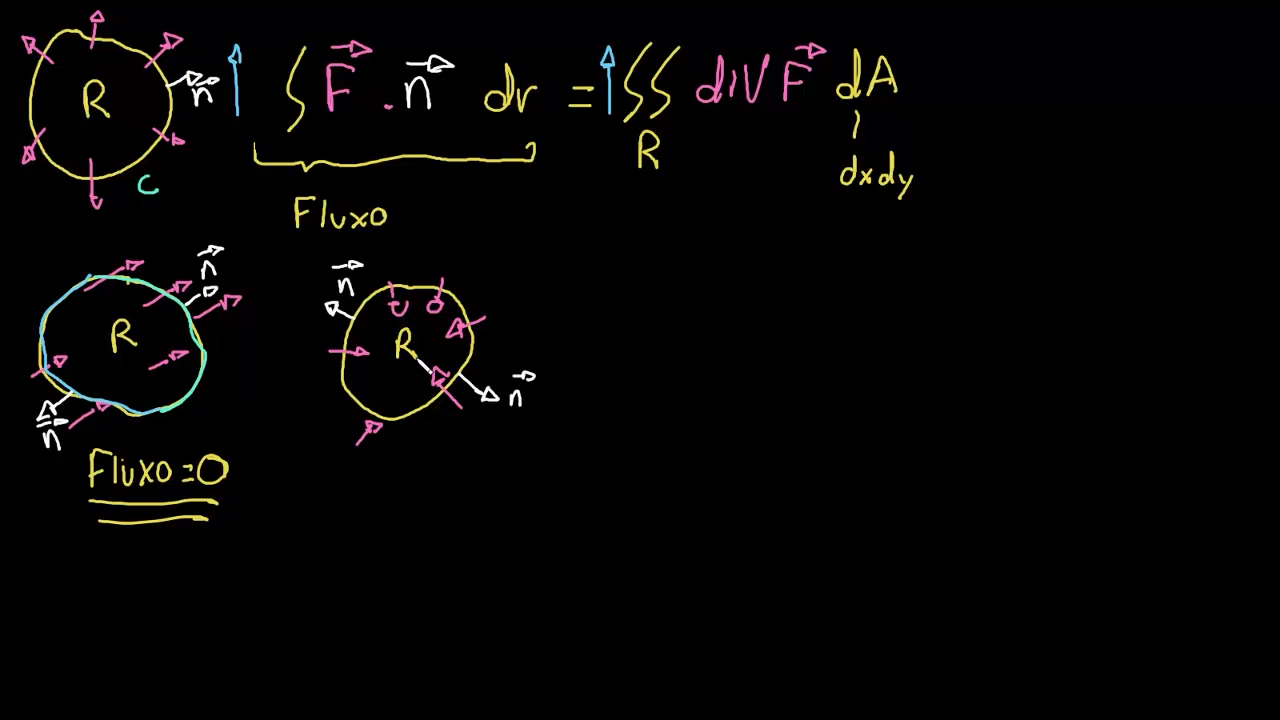 R n⃗ C
∫ F⃗ . n⃗ dr = ∬ div F⃗ dA
R
dxdy
Fluxo
R n⃗ n⃗
R n⃗ n⃗
Fluxo = 0